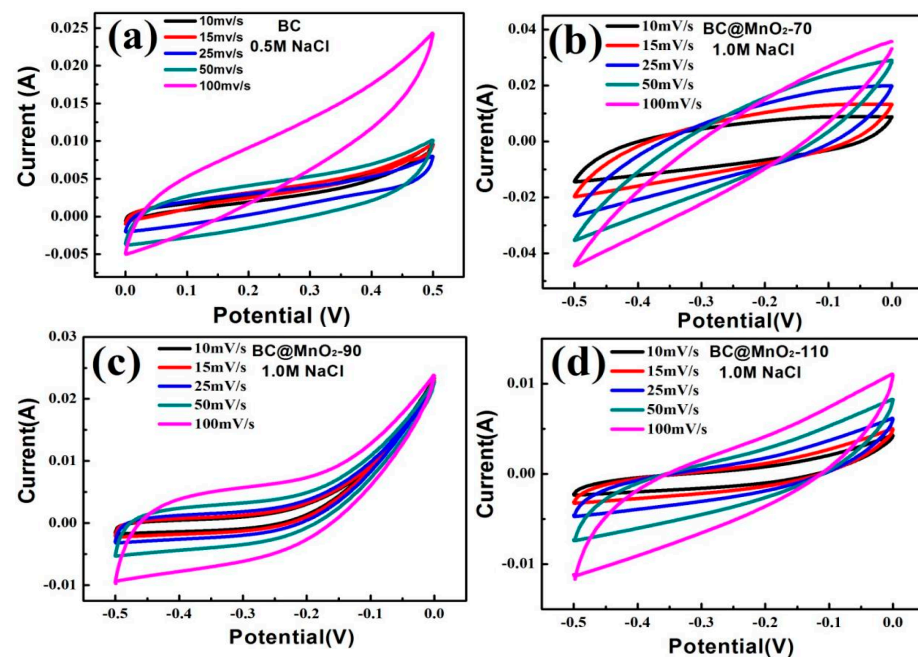 (a)
BC
0.5M NaCl
10mv/s
15mv/s
25mv/s
50mv/s
100mv/s
0.025
0.020
0.015
0.010
0.005
0.000
-0.005
Current (A)
0.0 0.1 0.2 0.3 0.4 0.5
Potential (V)
(b)
BC@MnO₂-70
1.0M NaCl
10mV/s
15mV/s
25mV/s
50mV/s
100mV/s
0.04
0.02
0.00
-0.02
-0.04
Current(A)
-0.5 -0.4 -0.3 -0.2 -0.1 0.0
Potential(V)
(c)
BC@MnO₂-90
1.0M NaCl
10mV/s
15mV/s
25mV/s
50mV/s
100mV/s
0.03
0.02
0.01
0.00
-0.01
Current(A)
-0.5 -0.4 -0.3 -0.2 -0.1 0.0
Potential(V)
(d)
BC@MnO₂-110
1.0M NaCl
10mV/s
15mV/s
25mV/s
50mV/s
100mV/s
0.01
0.00
-0.01
Current(A)
-0.5 -0.4 -0.3 -0.2 -0.1 0.0
Potential(V)